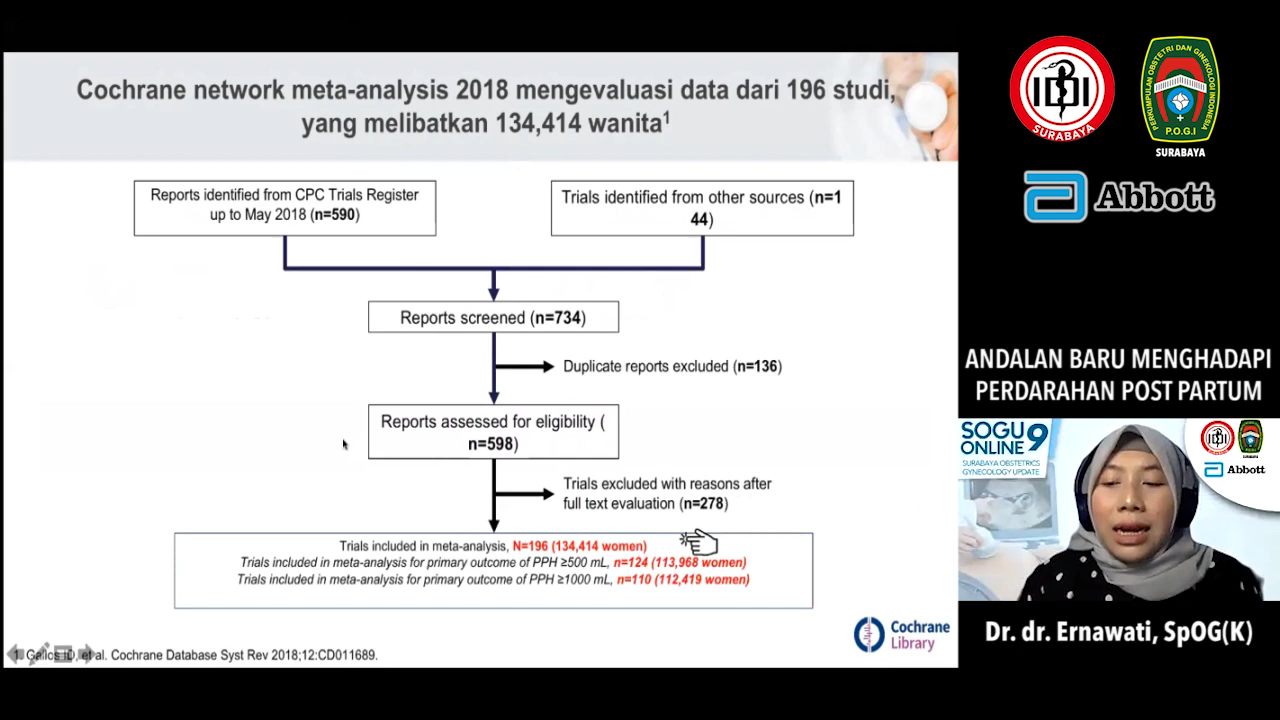 Cochrane network meta-analysis 2018 mengevaluasi data dari 196 studi,
yang melibatkan 134,414 wanita1
Reports identified from CPC Trials Register
up to May 2018 (n=590)
Trials identified from other sources (n=1
44)
Reports screened (n=734)
Duplicate reports excluded (n=136)
Reports assessed for eligibility (
n=598)
Trials excluded with reasons after
full text evaluation (n=278)
Trials included in meta-analysis, N=196 (134,414 women)
Trials included in meta-analysis for primary outcome of PPH ≥500 mL, n=124 (113,968 women)
Trials included in meta-analysis for primary outcome of PPH ≥1000 mL, n=110 (112,419 women)
Cochrane
Library
1. Gallos ID, et al. Cochrane Database Syst Rev 2018;12:CD011689.
IDI
SURABAYA
PERKUMPULAN OBSTETRI DAN GINEKOLOGI INDONESIA
P.O.G.I
SURABAYA
Abbott
ANDALAN BARU MENGHADAPI
PERDARAHAN POST PARTUM
SOGU 9
ONLINE
SURABAYA OBSTETRICS
GYNECOLOGY UPDATE
Abbott
Dr. dr. Ernawati, SpOG(K)